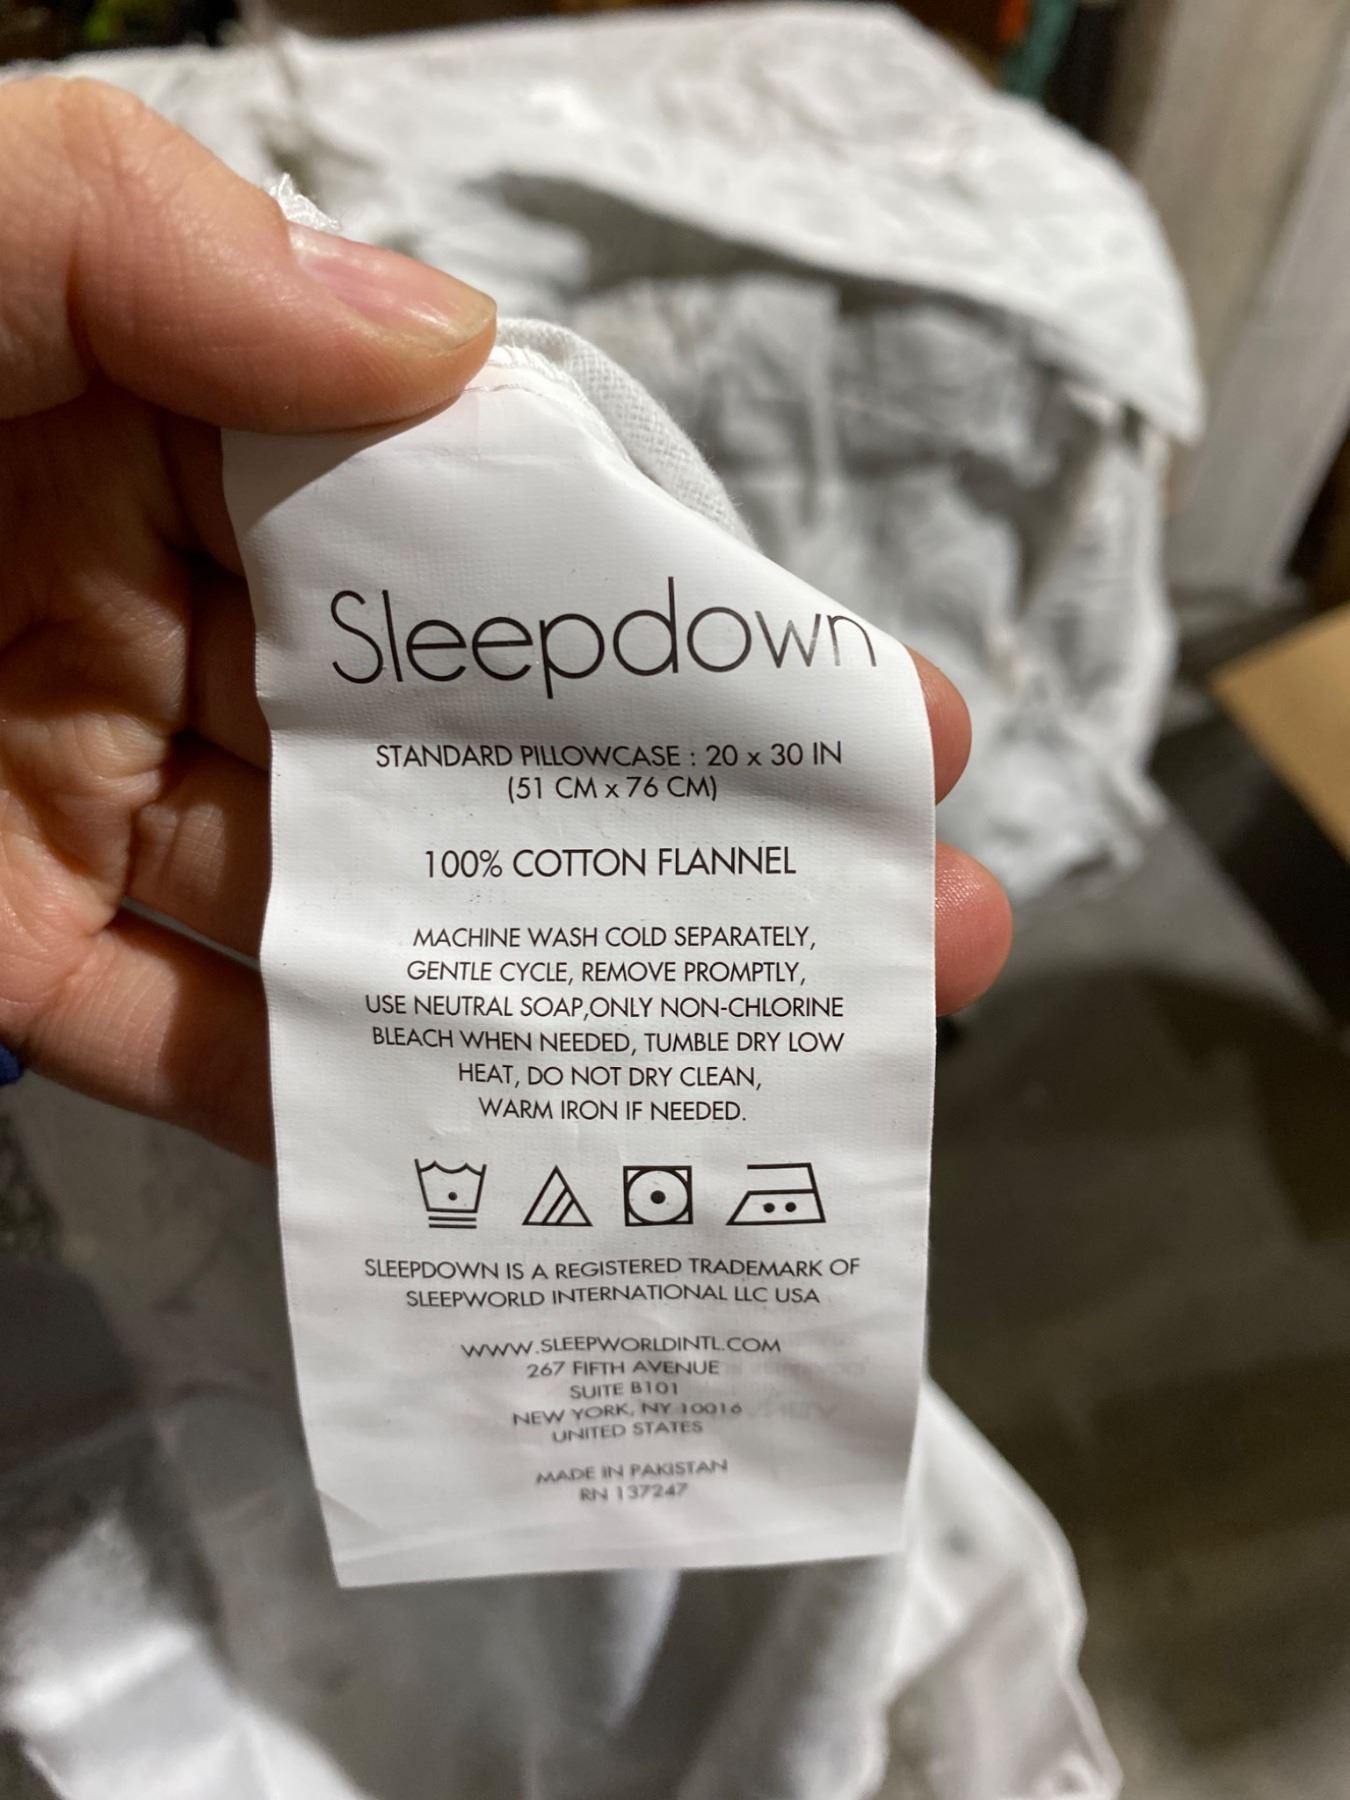 Sleepdown
STANDARD PILLOWCASE : 20 x 30 IN
(51 CM x 76 CM)
100% COTTON FLANNEL
MACHINE WASH COLD SEPARATELY,
GENTLE CYCLE, REMOVE PROMPTLY,
USE NEUTRAL SOAP,ONLY NON-CHLORINE
BLEACH WHEN NEEDED, TUMBLE DRY LOW
HEAT, DO NOT DRY CLEAN,
WARM IRON IF NEEDED.
SLEEPDOWN IS A REGISTERED TRADEMARK OF
SLEEPWORLD INTERNATIONAL LLC USA
WWW.SLEEPWORLDINTL.COM
267 FIFTH AVENUE
SUITE B101
NEW YORK, NY 10016
UNITED STATES
MADE IN PAKISTAN
RN 137247